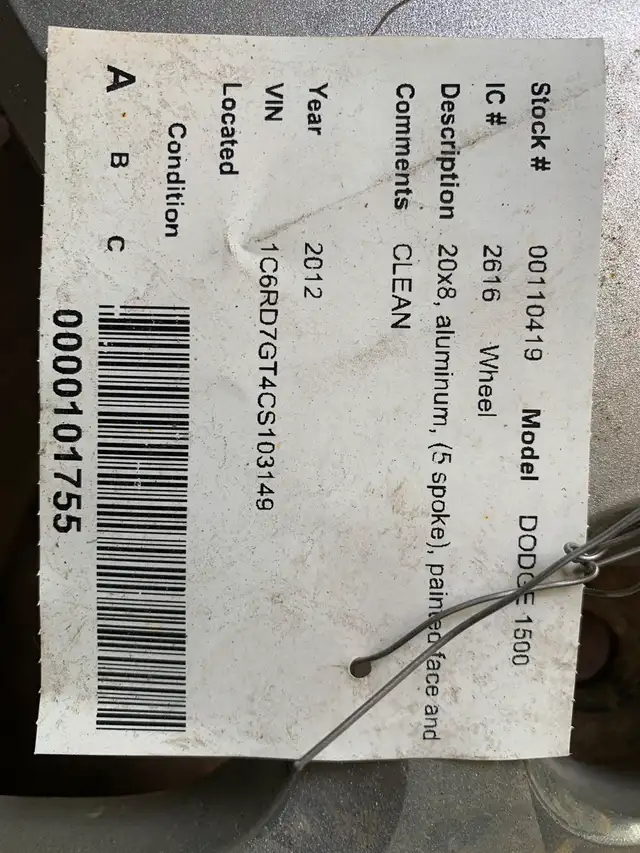 Stock # 00110419 Model DODGE 1500
IC # 2616 Wheel
Description 20x8, aluminum, (5 spoke), painted face and
Comments CLEAN
Year 2012
VIN 1C6RD7GT4CS103149
Located
Condition
A B C
0000101755